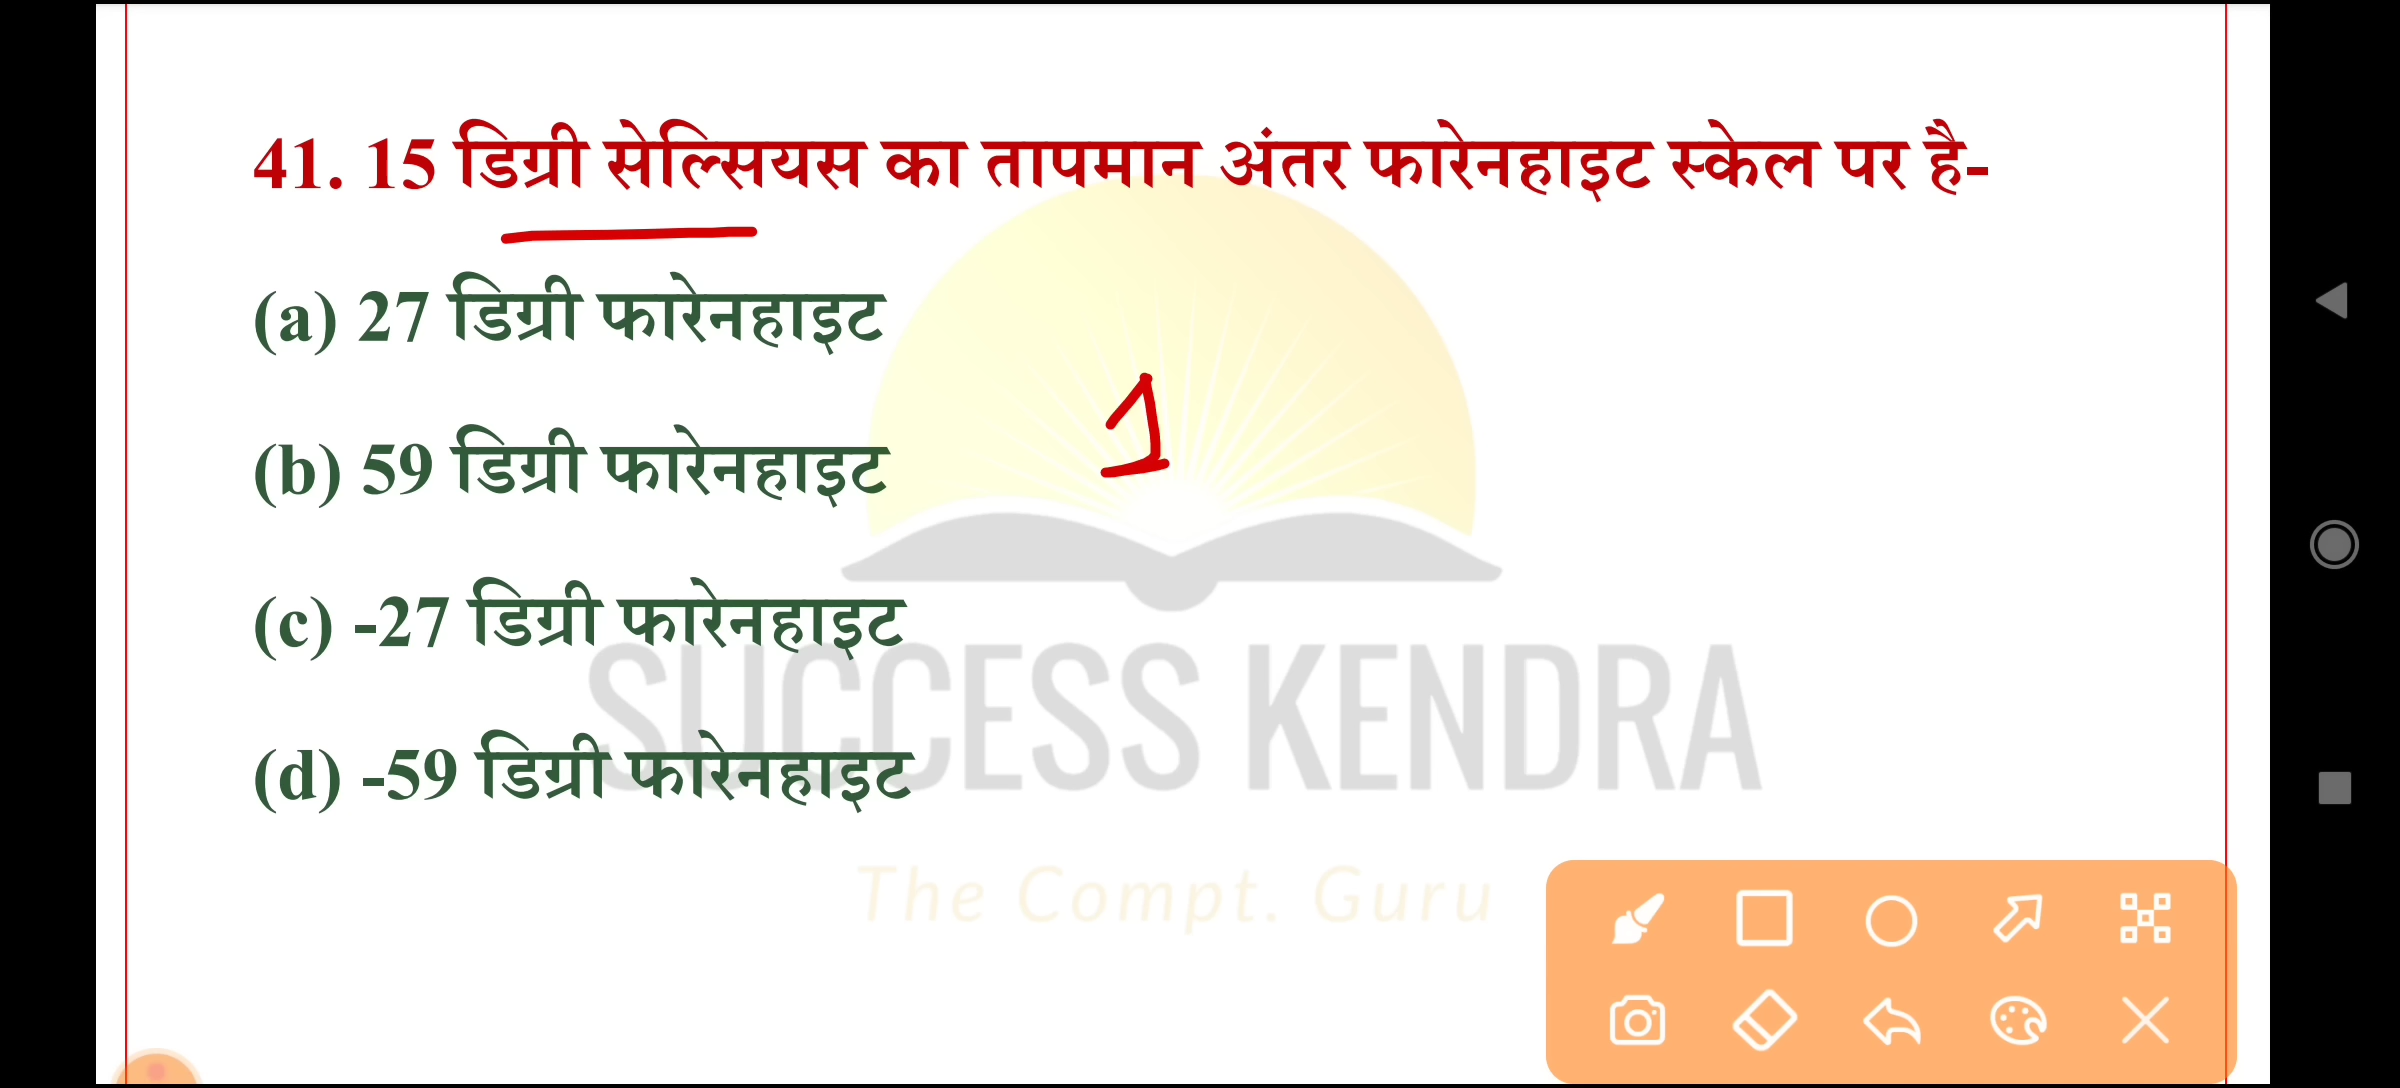 41. 15 डिग्री सेल्सियस का तापमान अंतर फारेनहाइट स्केल पर है-
(a) 27 डिग्री फारेनहाइट
(b) 59 डिग्री फारेनहाइट
1
(c) -27 डिग्री फारेनहाइट
(d) -59 डिग्री फारेनहाइट
SUCCESS KENDRA
The Compt. Guru